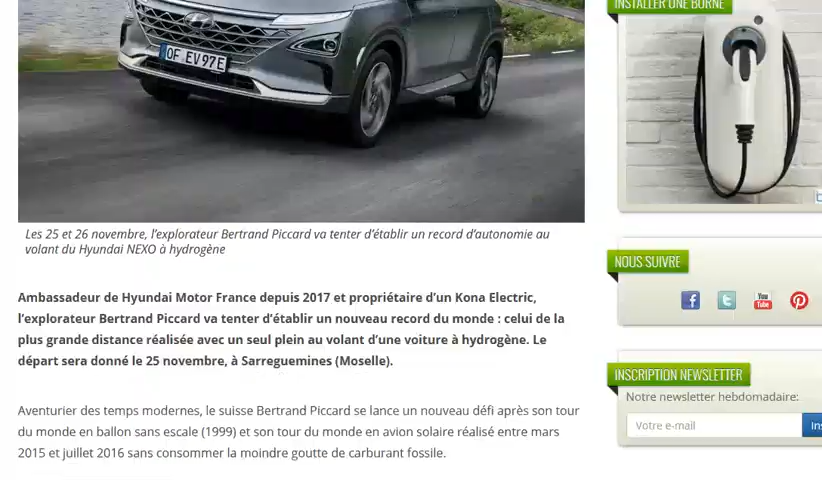 INSTALLER UNE BORNE
OF EV97E
Les 25 et 26 novembre, l'explorateur Bertrand Piccard va tenter d'établir un record d'autonomie au
volant du Hyundai NEXO à hydrogène
Ambassadeur de Hyundai Motor France depuis 2017 et propriétaire d'un Kona Electric,
l'explorateur Bertrand Piccard va tenter d'établir un nouveau record du monde : celui de la
plus grande distance réalisée avec un seul plein au volant d'une voiture à hydrogène. Le
départ sera donné le 25 novembre, à Sarreguemines (Moselle).
Aventurier des temps modernes, le suisse Bertrand Piccard se lance un nouveau défi après son tour
du monde en ballon sans escale (1999) et son tour du monde en avion solaire réalisé entre mars
2015 et juillet 2016 sans consommer la moindre goutte de carburant fossile.
NOUS SUIVRE
You
Tube
INSCRIPTION NEWSLETTER
Notre newsletter hebdomadaire:
Votre e-mail